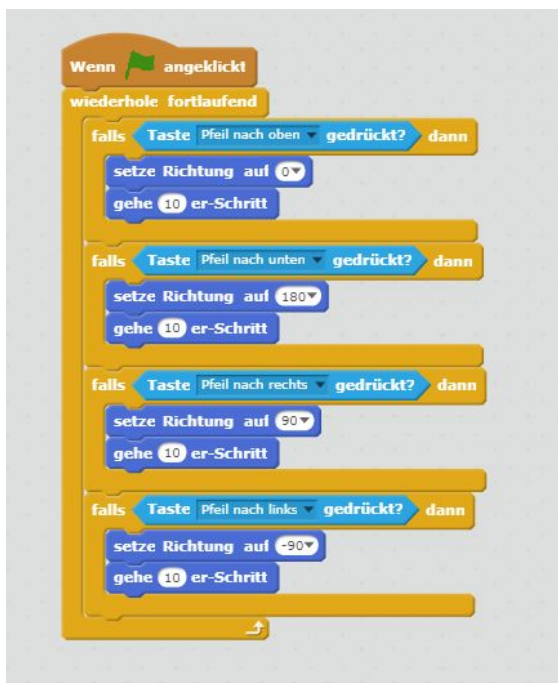 Wenn angeklickt
wiederhole fortlaufend
falls Taste Pfeil nach oben gedrückt? dann
setze Richtung auf 0
gehe 10 er-Schritt
falls Taste Pfeil nach unten gedrückt? dann
setze Richtung auf 180
gehe 10 er-Schritt
falls Taste Pfeil nach rechts gedrückt? dann
setze Richtung auf 90
gehe 10 er-Schritt
falls Taste Pfeil nach links gedrückt? dann
setze Richtung auf -90
gehe 10 er-Schritt